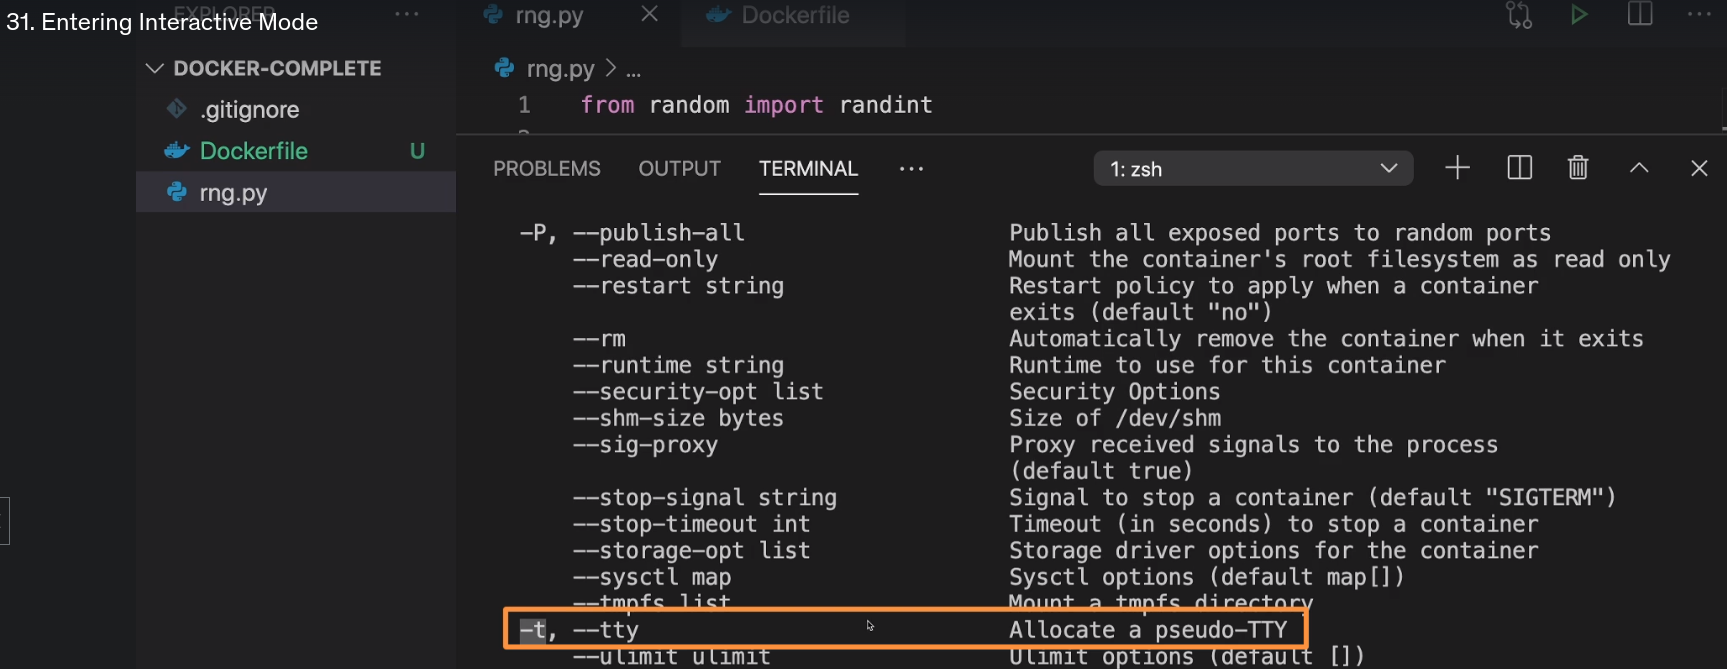 31. Entering Interactive Mode
EXPLORER
...
rng.py
Dockerfile
...
DOCKER-COMPLETE
.gitignore
Dockerfile U
rng.py
rng.py > ...
1 from random import randint
PROBLEMS OUTPUT TERMINAL ... 1: zsh
-P, --publish-all Publish all exposed ports to random ports
--read-only Mount the container's root filesystem as read only
--restart string Restart policy to apply when a container
exits (default "no")
--rm Automatically remove the container when it exits
--runtime string Runtime to use for this container
--security-opt list Security Options
--shm-size bytes Size of /dev/shm
--sig-proxy Proxy received signals to the process
(default true)
--stop-signal string Signal to stop a container (default "SIGTERM")
--stop-timeout int Timeout (in seconds) to stop a container
--storage-opt list Storage driver options for the container
--sysctl map Sysctl options (default map[])
--tmpfs list Mount a tmpfs directory
-t, --tty Allocate a pseudo-TTY
--ulimit ulimit Ulimit options (default [])